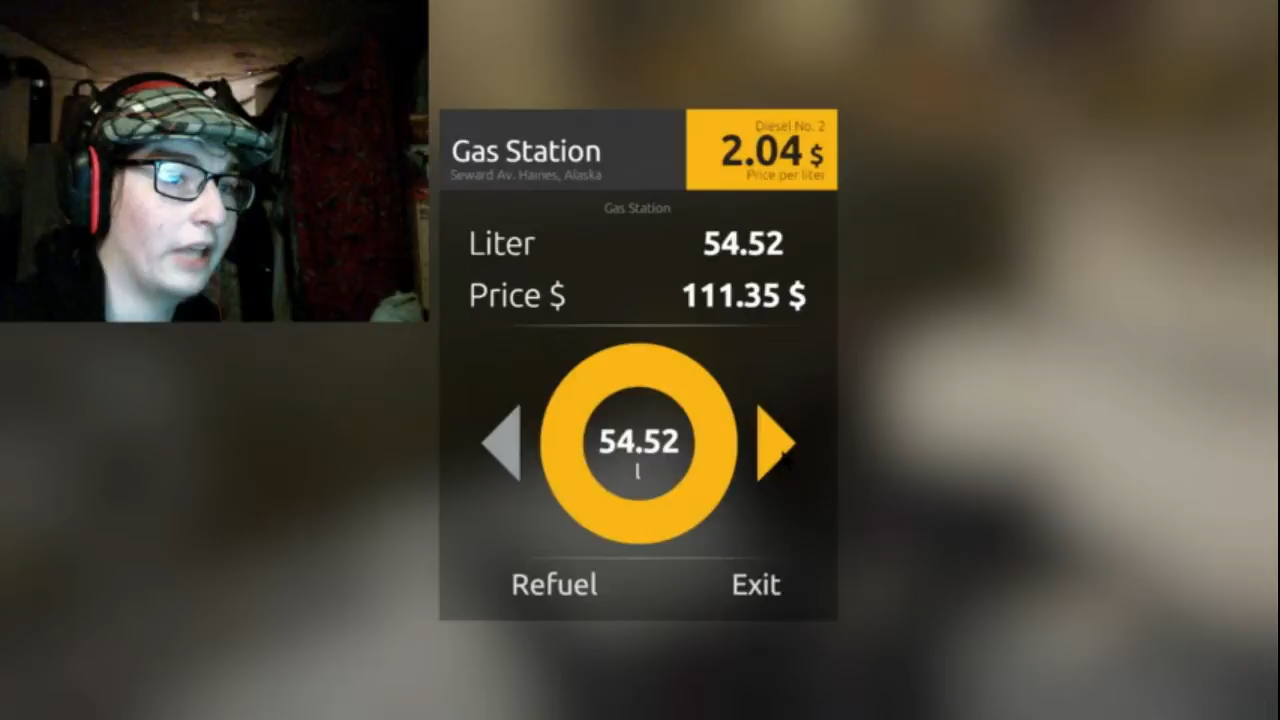 Gas Station
Seward Av. Haines, Alaska
Diesel No. 2
2.04 $
Price per liter
Gas Station
Liter 54.52
Price $ 111.35 $
54.52
l
Refuel Exit